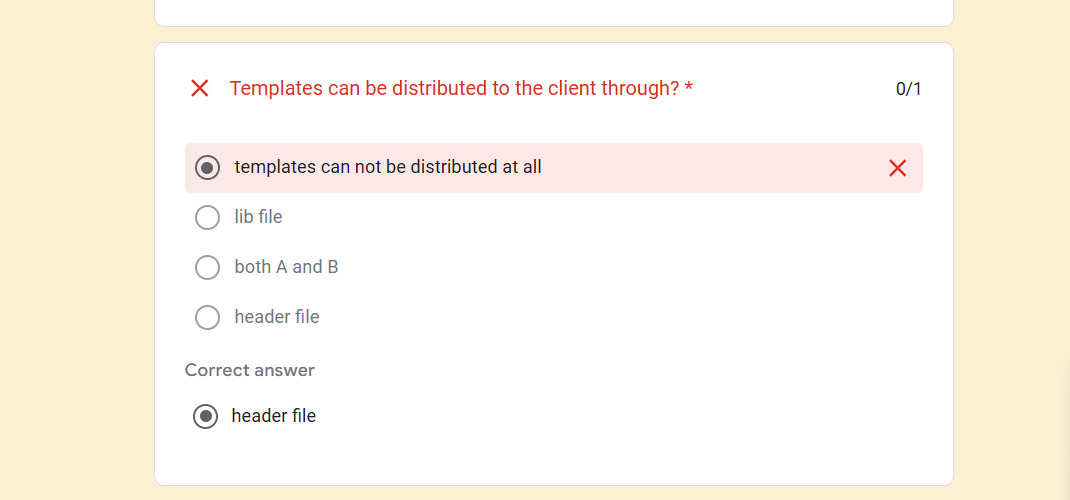 Templates can be distributed to the client through? *
0/1
templates can not be distributed at all
lib file
both A and B
header file
Correct answer
header file